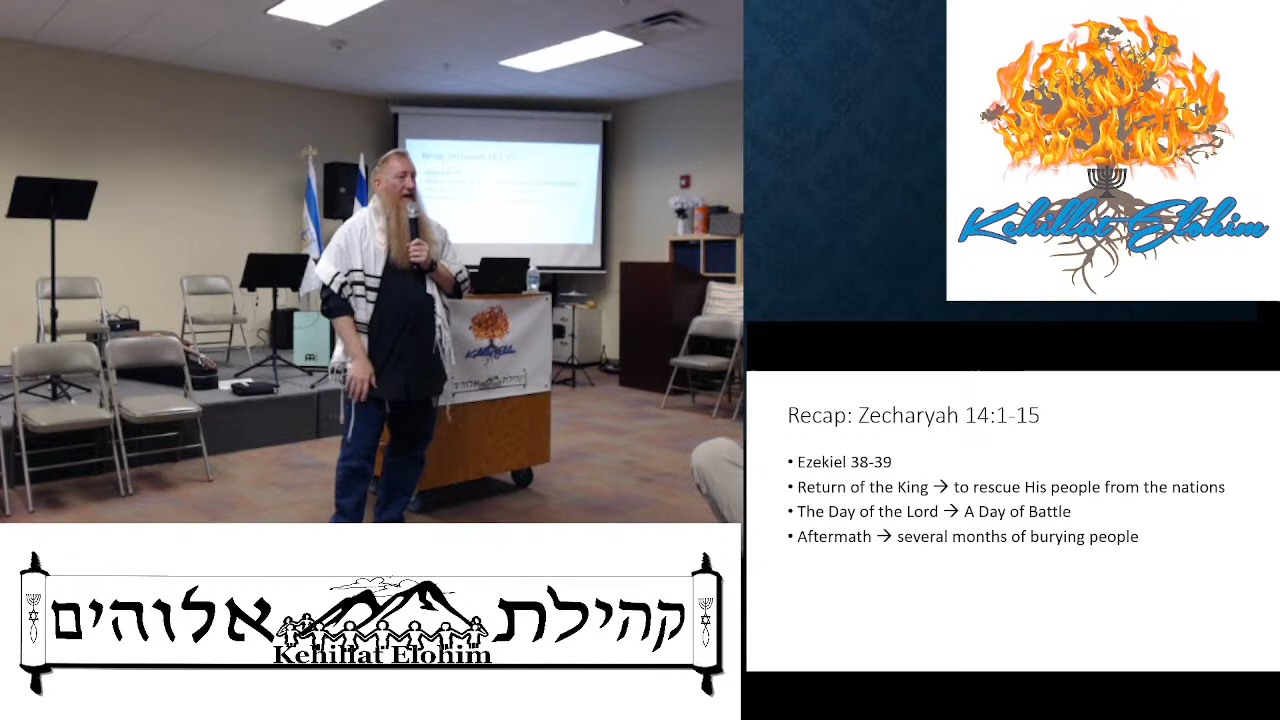 Kehillat Elohim
Recap: Zecharyah 14:1-15
• Ezekiel 38-39
• Return of the King → to rescue His people from the nations
• The Day of the Lord → A Day of Battle
• Aftermath → several months of burying people
קהילת אלוהים
Kehillat Elohim